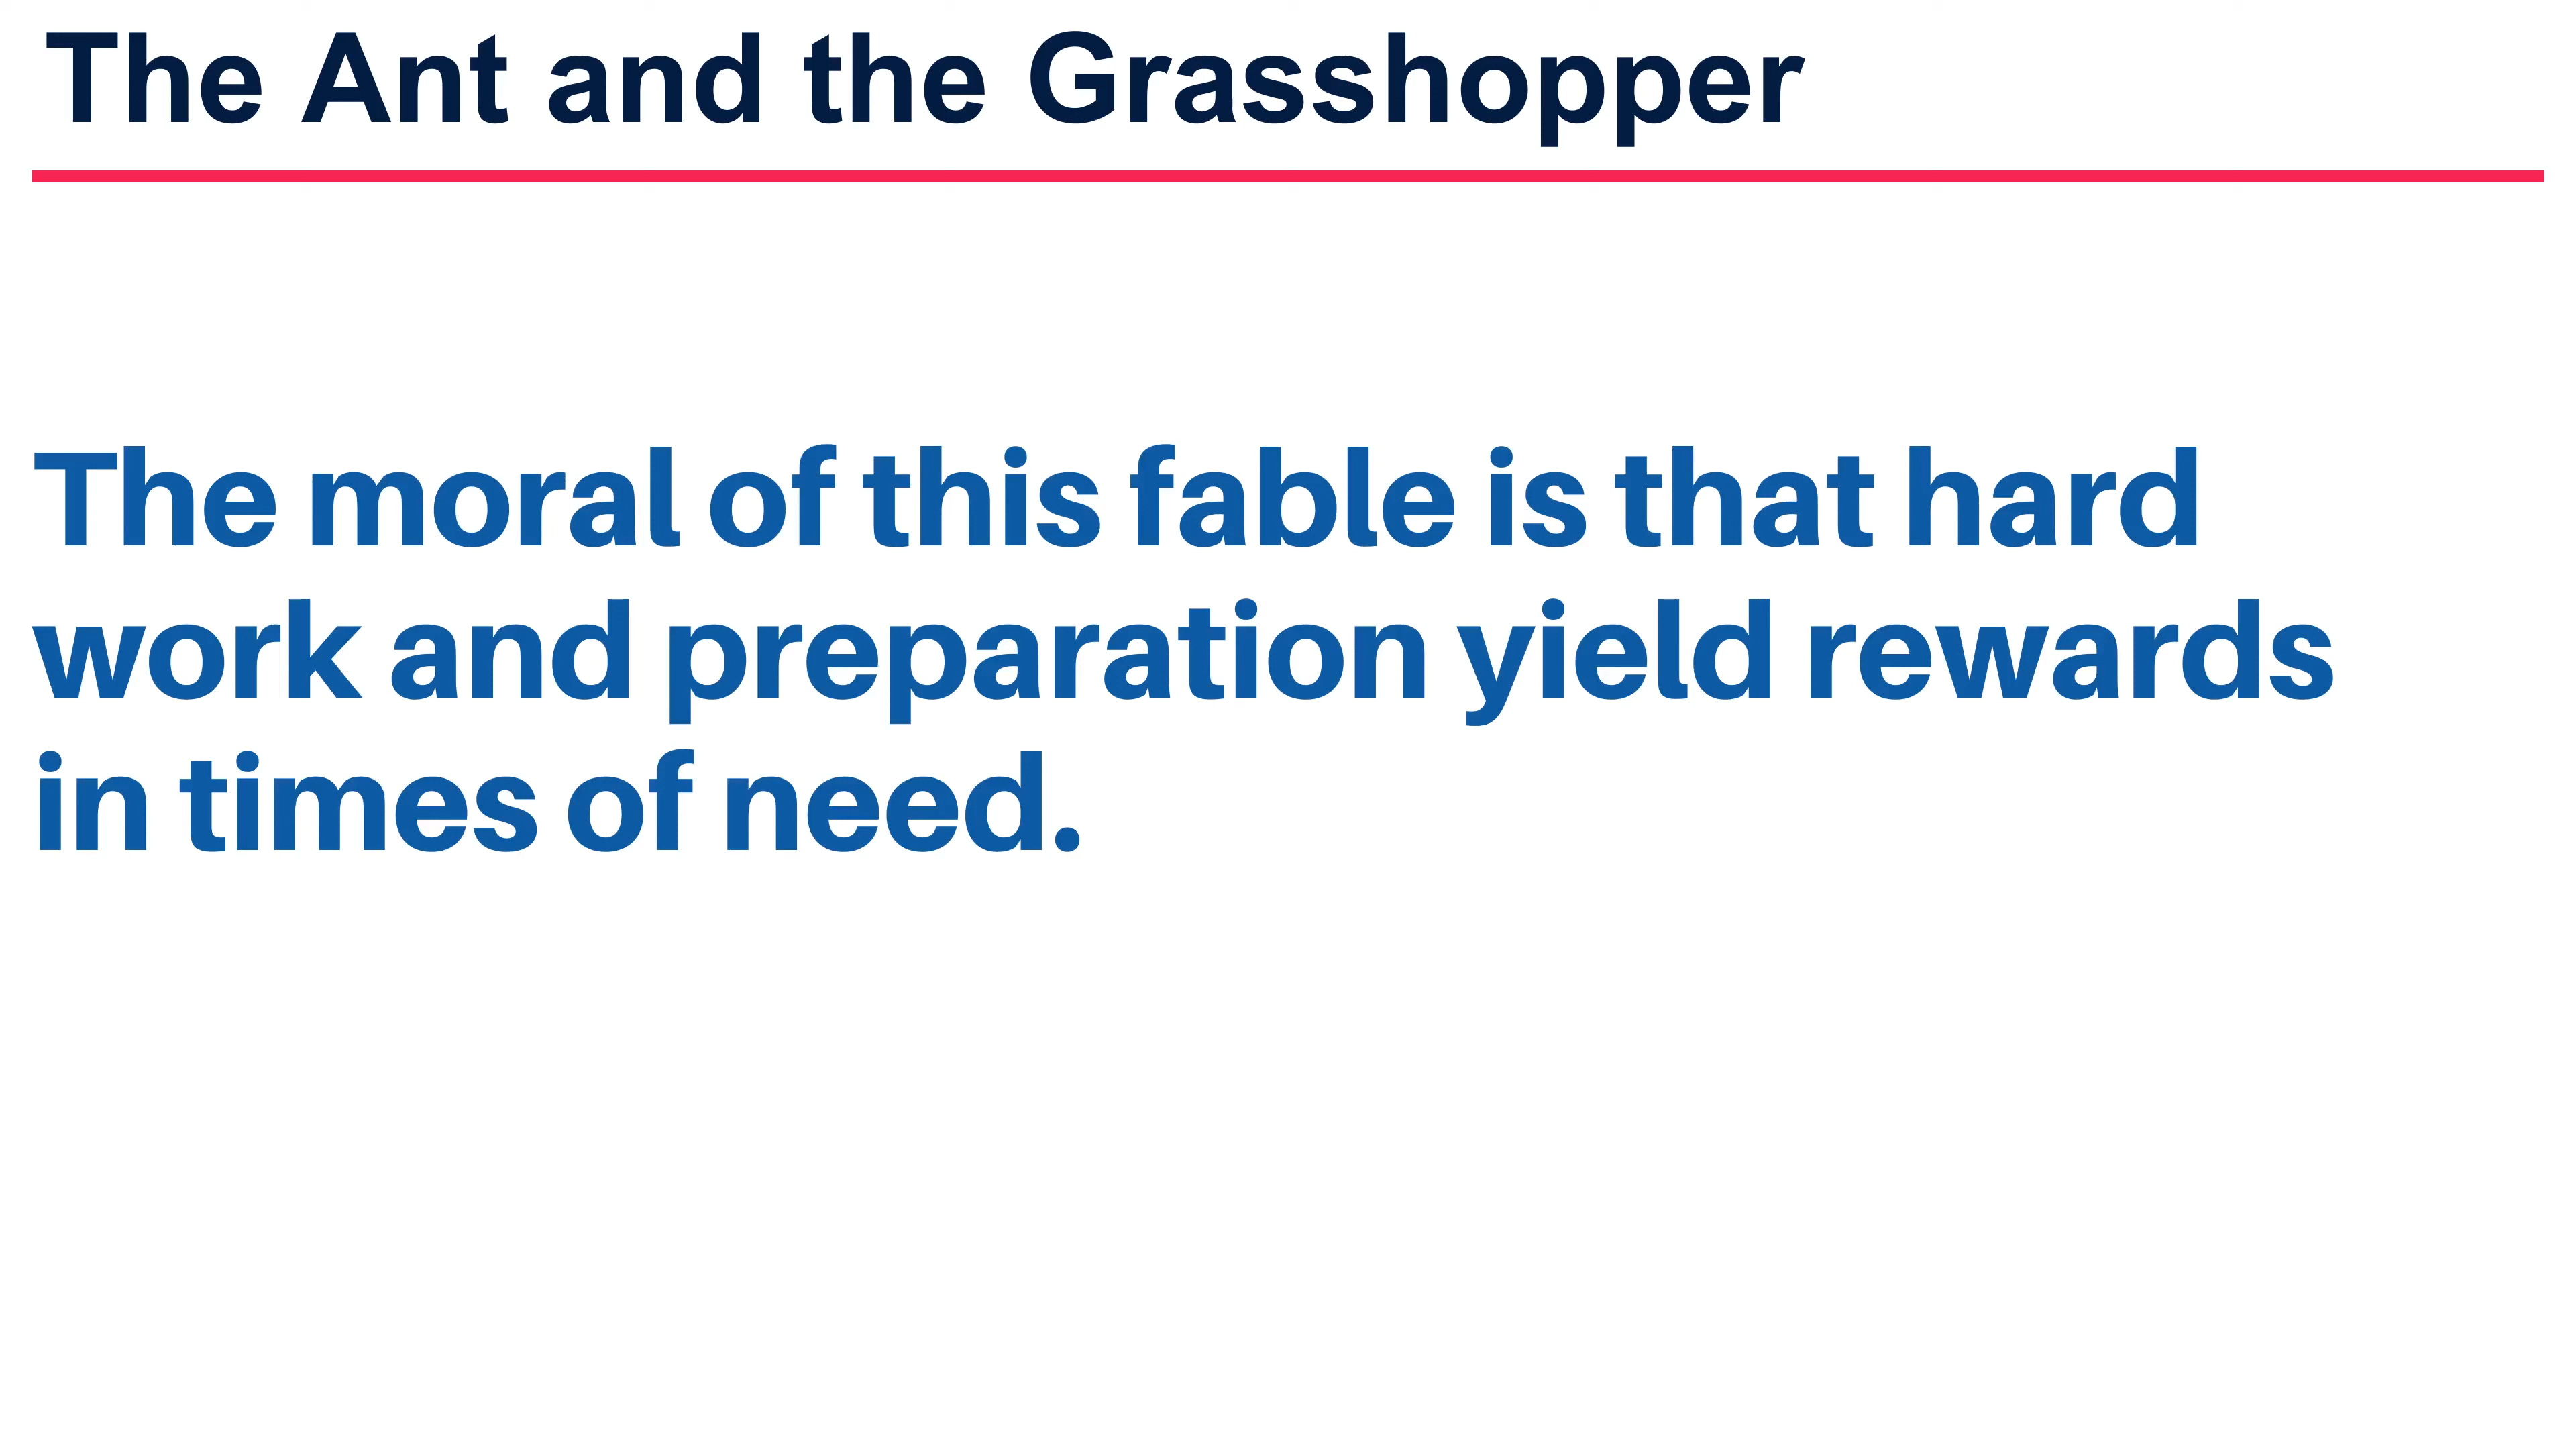 The Ant and the Grasshopper
The moral of this fable is that hard
work and preparation yield rewards
in times of need.